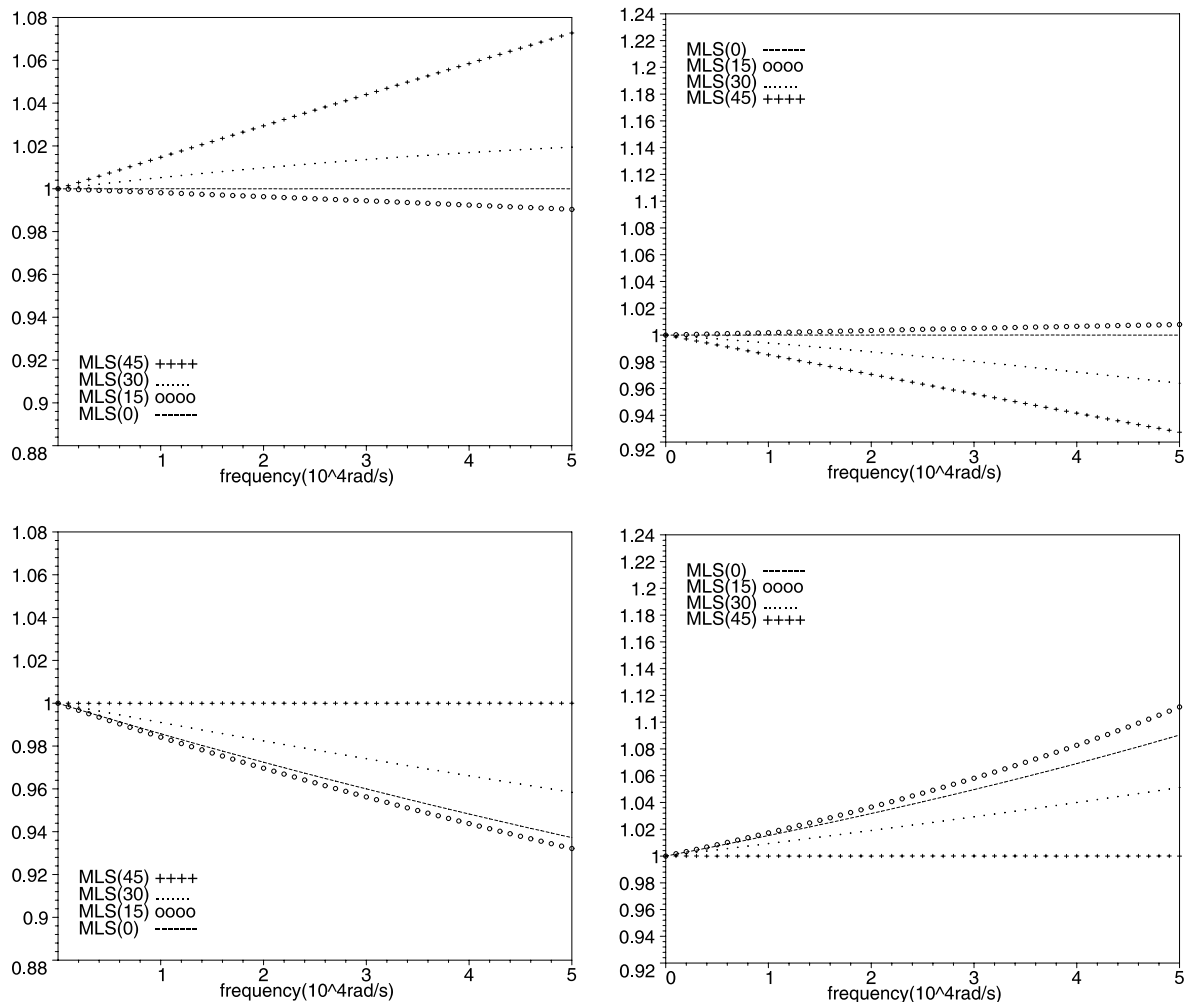 1.08
1.06
1.04
1.02
1
0.98
0.96
0.94
0.92
0.9
0.88
MLS(45) ++++
MLS(30) ......
MLS(15) oooo
MLS(0) -------
1 2 3 4 5
frequency(10^4rad/s)
1.24
1.22
1.2
1.18
1.16
1.14
1.12
1.1
1.08
1.06
1.04
1.02
1
0.98
0.96
0.94
0.92
MLS(0) -------
MLS(15) oooo
MLS(30) ......
MLS(45) ++++
0 1 2 3 4 5
frequency(10^4rad/s)
1.08
1.06
1.04
1.02
1
0.98
0.96
0.94
0.92
0.9
0.88
MLS(45) ++++
MLS(30) ......
MLS(15) oooo
MLS(0) -------
1 2 3 4 5
frequency(10^4rad/s)
1.24
1.22
1.2
1.18
1.16
1.14
1.12
1.1
1.08
1.06
1.04
1.02
1
0.98
0.96
0.94
0.92
MLS(0) -------
MLS(15) oooo
MLS(30) ......
MLS(45) ++++
0 1 2 3 4 5
frequency(10^4rad/s)